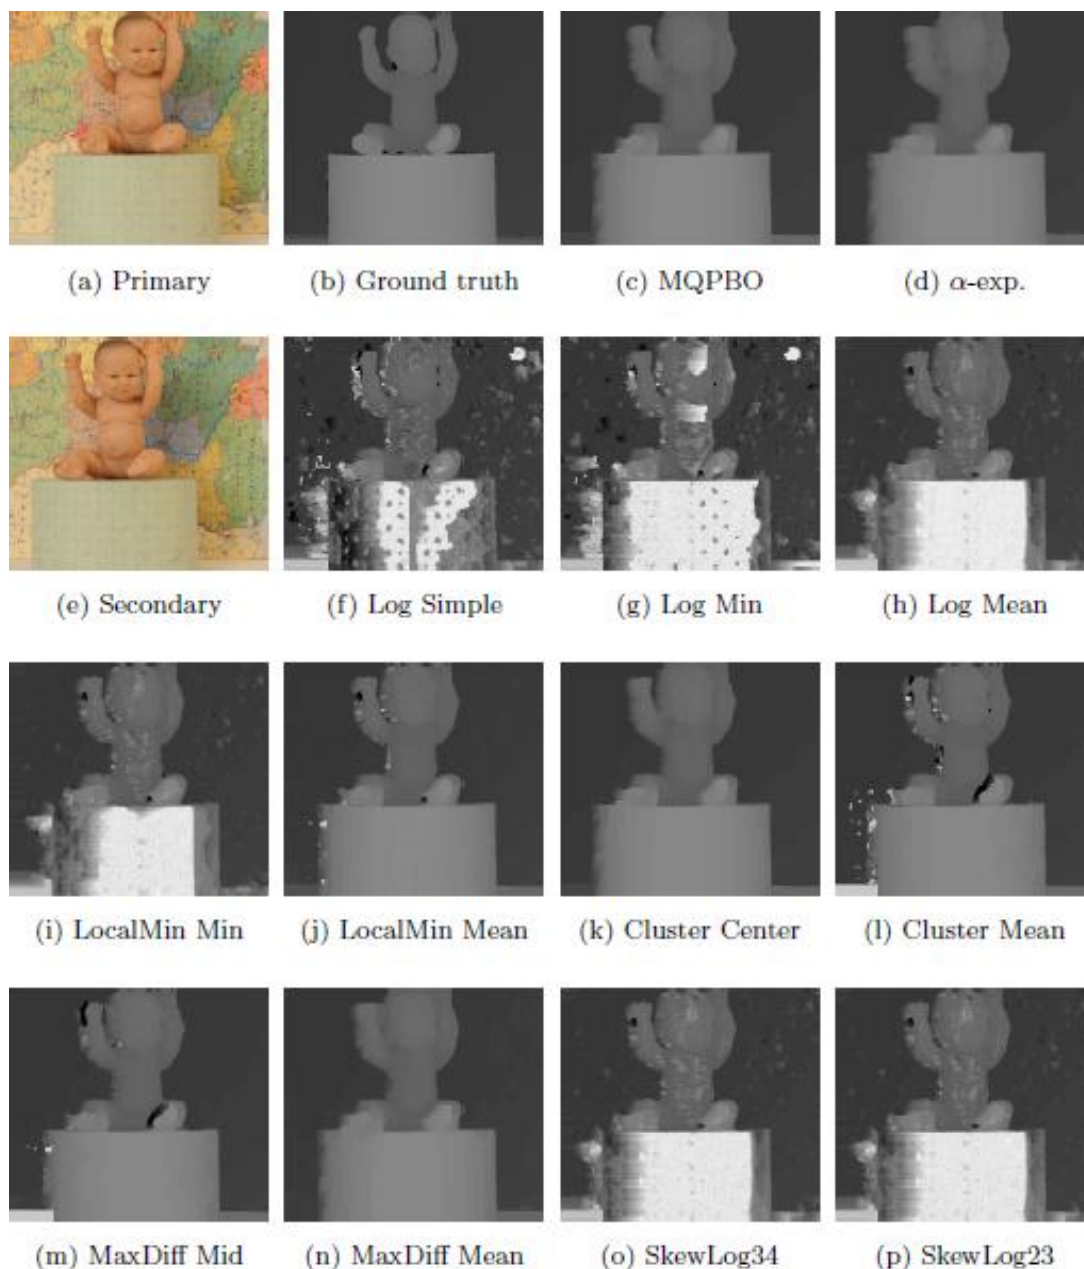 (a) Primary
(b) Ground truth
(c) MQPBO
(d) α-exp.
(e) Secondary
(f) Log Simple
(g) Log Min
(h) Log Mean
(i) LocalMin Min
(j) LocalMin Mean
(k) Cluster Center
(l) Cluster Mean
(m) MaxDiff Mid
(n) MaxDiff Mean
(o) SkewLog34
(p) SkewLog23